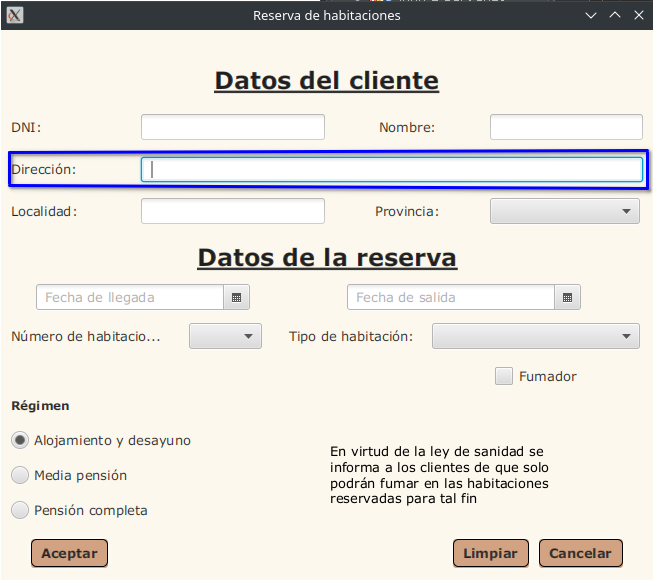 Reserva de habitaciones
Datos del cliente
DNI:
Nombre:
Dirección:
Localidad:
Provincia:
Datos de la reserva
Fecha de llegada
Fecha de salida
Número de habitacio...
Tipo de habitación:
Fumador
Régimen
Alojamiento y desayuno
Media pensión
Pensión completa
En virtud de la ley de sanidad se
informa a los clientes de que solo
podrán fumar en las habitaciones
reservadas para tal fin
Aceptar
Limpiar
Cancelar